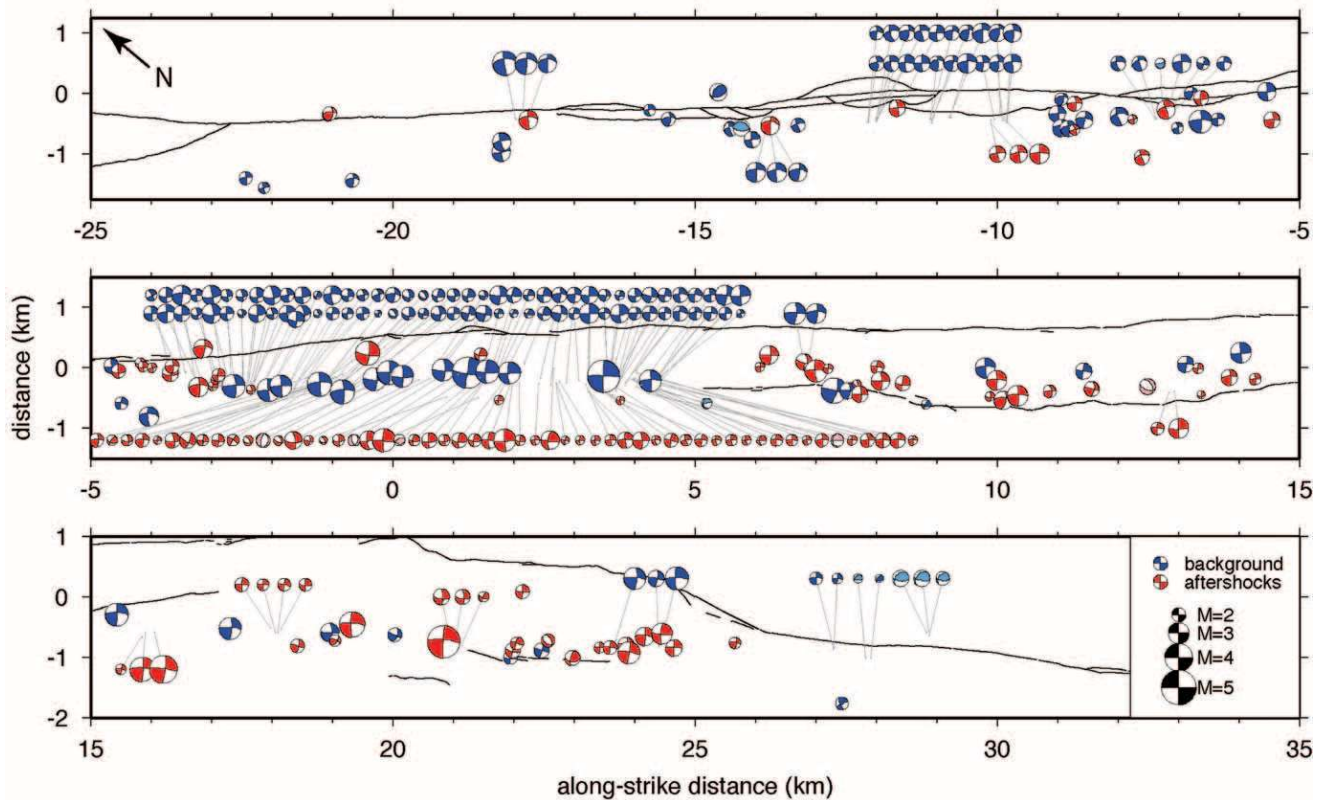 N
1
0
-1
-25 -20 -15 -10 -5
distance (km)
1
0
-1
-5 0 5 10 15
1
0
-1
-2
background
aftershocks
M=2
M=3
M=4
M=5
15 20 25 30 35
along-strike distance (km)